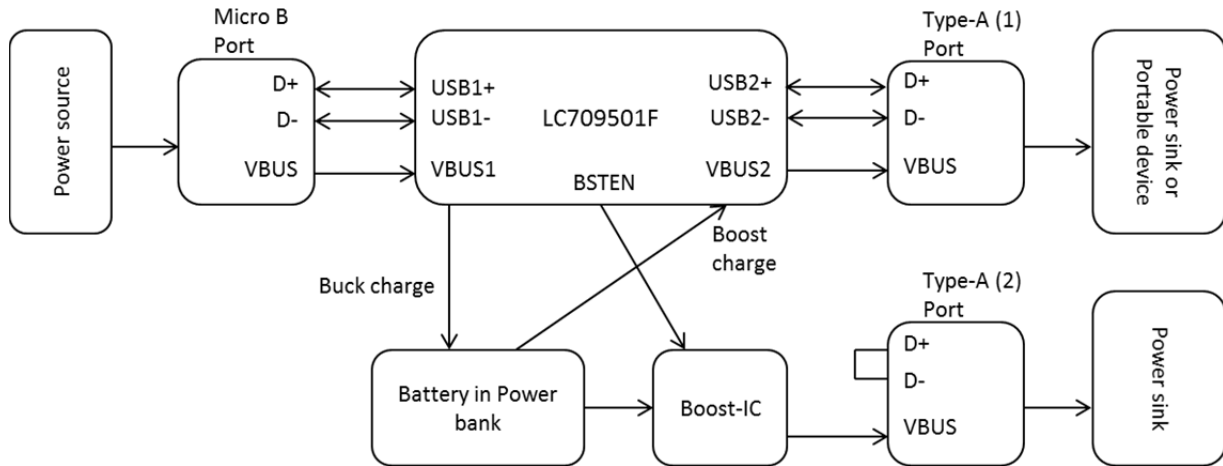 Power source
Micro B
Port
D+
D-
VBUS
USB1+
USB1-
VBUS1
LC709501F
BSTEN
USB2+
USB2-
VBUS2
Type-A (1)
Port
D+
D-
VBUS
Power sink or
Portable device
Buck charge
Boost
charge
Battery in Power
bank
Boost-IC
Type-A (2)
Port
D+
D-
VBUS
Power sink